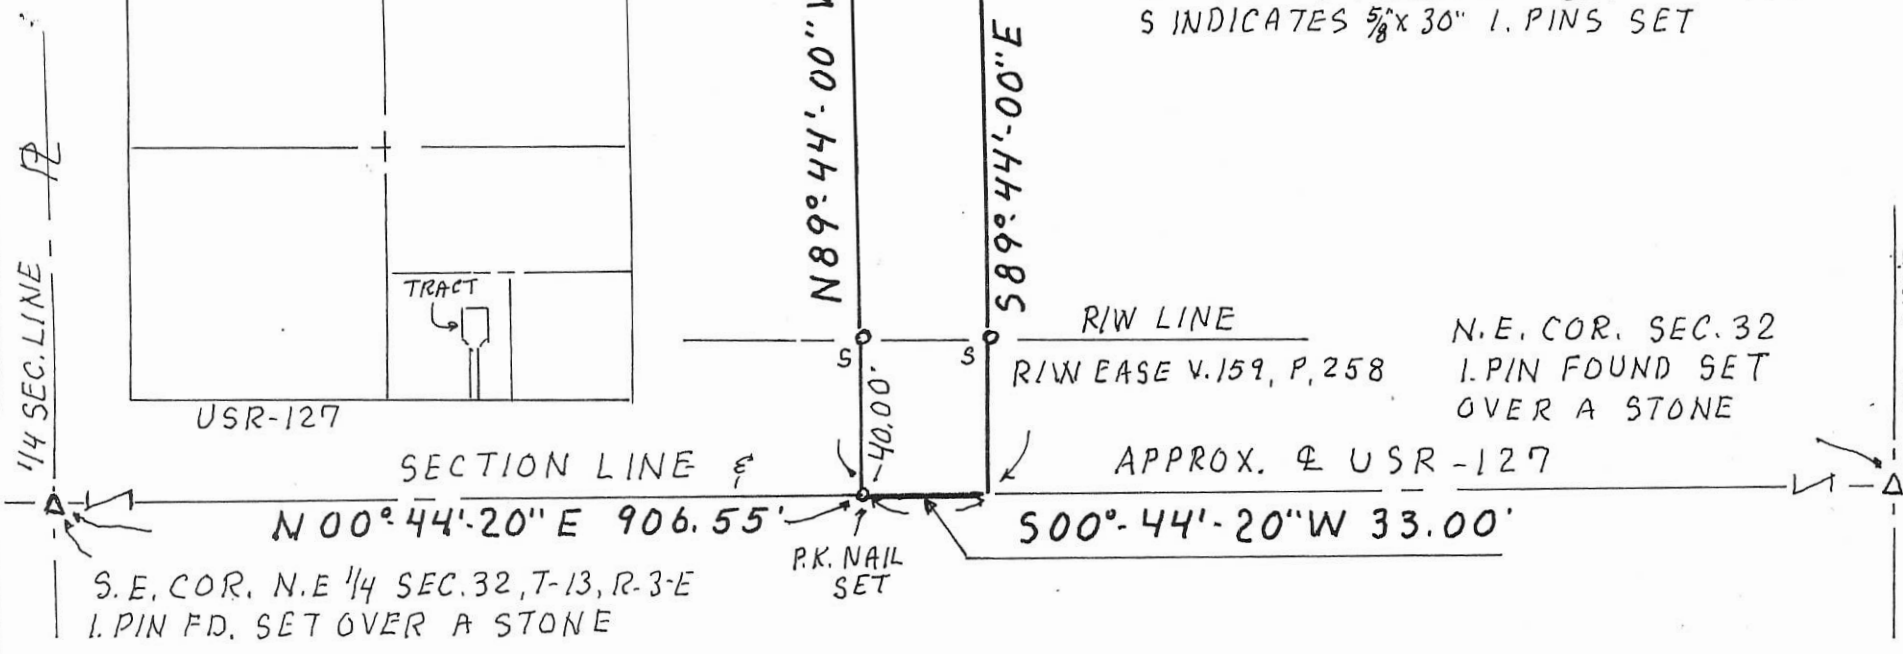 S INDICATES 5/8"X 30" I. PINS SET
N89°-44'-00"
S89°-44'-00"E
1/4 SEC. LINE
TRACT
USR-127
R/W LINE
S S
R/W EASE V.159, P.258
40.00'
N.E. COR. SEC. 32
I. PIN FOUND SET
OVER A STONE
SECTION LINE &
APPROX. ℄ USR-127
N 00°-44'-20"E 906.55'
S00°-44'-20"W 33.00'
P.K. NAIL
SET
S.E. COR. N.E 1/4 SEC. 32, T-13, R-3-E
I. PIN FD. SET OVER A STONE